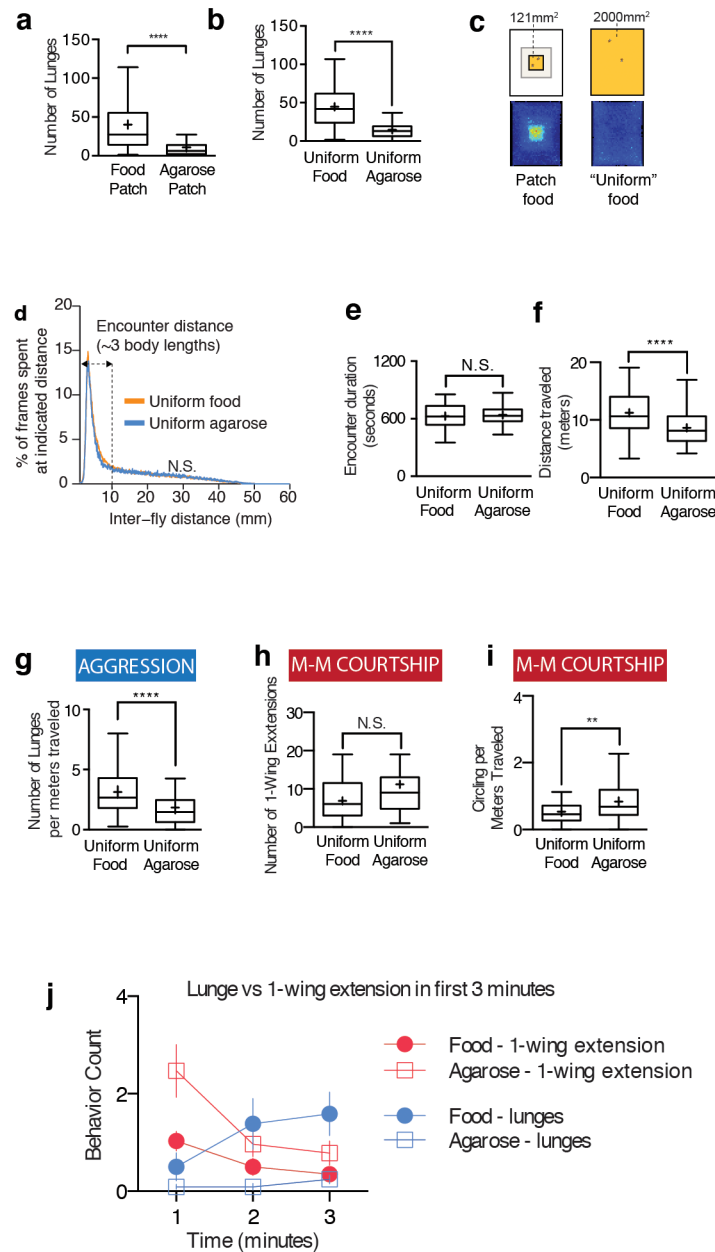 a
Number of Lunges
150
100
50
0
****
Food
Patch
Agarose
Patch
b
Number of Lunges
150
100
50
0
****
Uniform
Food
Uniform
Agarose
c
121mm²
2000mm²
Patch
food
“Uniform”
food
d
% of frames spent
at indicated distance
20
15
10
5
0
Encounter distance
(~3 body lengths)
Uniform food
Uniform agarose
N.S.
10
20
30
40
50
60
Inter–fly distance (mm)
e
Encounter duration
(seconds)
1200
600
0
N.S.
Uniform
Food
Uniform
Agarose
f
Distance traveled
(meters)
20
10
0
****
Uniform
Food
Uniform
Agarose
g
AGGRESSION
Number of Lunges
per meters traveled
10
5
0
****
Uniform
Food
Uniform
Agarose
h
M-M COURTSHIP
Number of 1-Wing Exxtensions
30
20
10
0
N.S.
Uniform
Food
Uniform
Agarose
i
M-M COURTSHIP
Circling per
Meters Traveled
4
2
0
**
Uniform
Food
Uniform
Agarose
j
Lunge vs 1-wing extension in first 3 minutes
Behavior Count
4
2
0
1
2
3
Time (minutes)
Food - 1-wing extension
Agarose - 1-wing extension
Food - lunges
Agarose - lunges